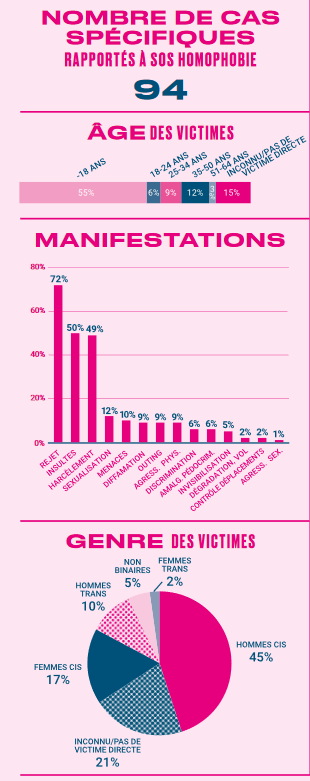 NOMBRE DE CAS
SPÉCIFIQUES
RAPPORTÉS À SOS HOMOPHOBIE
94
ÂGE DES VICTIMES
-18 ANS
18-24 ANS
25-34 ANS
35-50 ANS
51-64 ANS
INCONNU/PAS DE
VICTIME DIRECTE
55%
6%
9%
12%
3%
15%
MANIFESTATIONS
80%
60%
40%
20%
0%
72%
50%
49%
12%
10%
9%
9%
9%
6%
6%
5%
2%
2%
1%
REJET
INSULTES
HARCÈLEMENT
SEXUALISATION
MENACES
DIFFAMATION
OUTING
AGRESS. PHYS.
DISCRIMINATION
AMALG. PÉDOCRIM.
INVISIBILISATION
DÉGRADATION, VOL
CONTRÔLE DÉPLACEMENTS
AGRESS. SEX.
GENRE DES VICTIMES
NON
BINAIRES
5%
FEMMES
TRANS
2%
HOMMES
TRANS
10%
HOMMES CIS
45%
FEMMES CIS
17%
INCONNU/PAS DE
VICTIME DIRECTE
21%